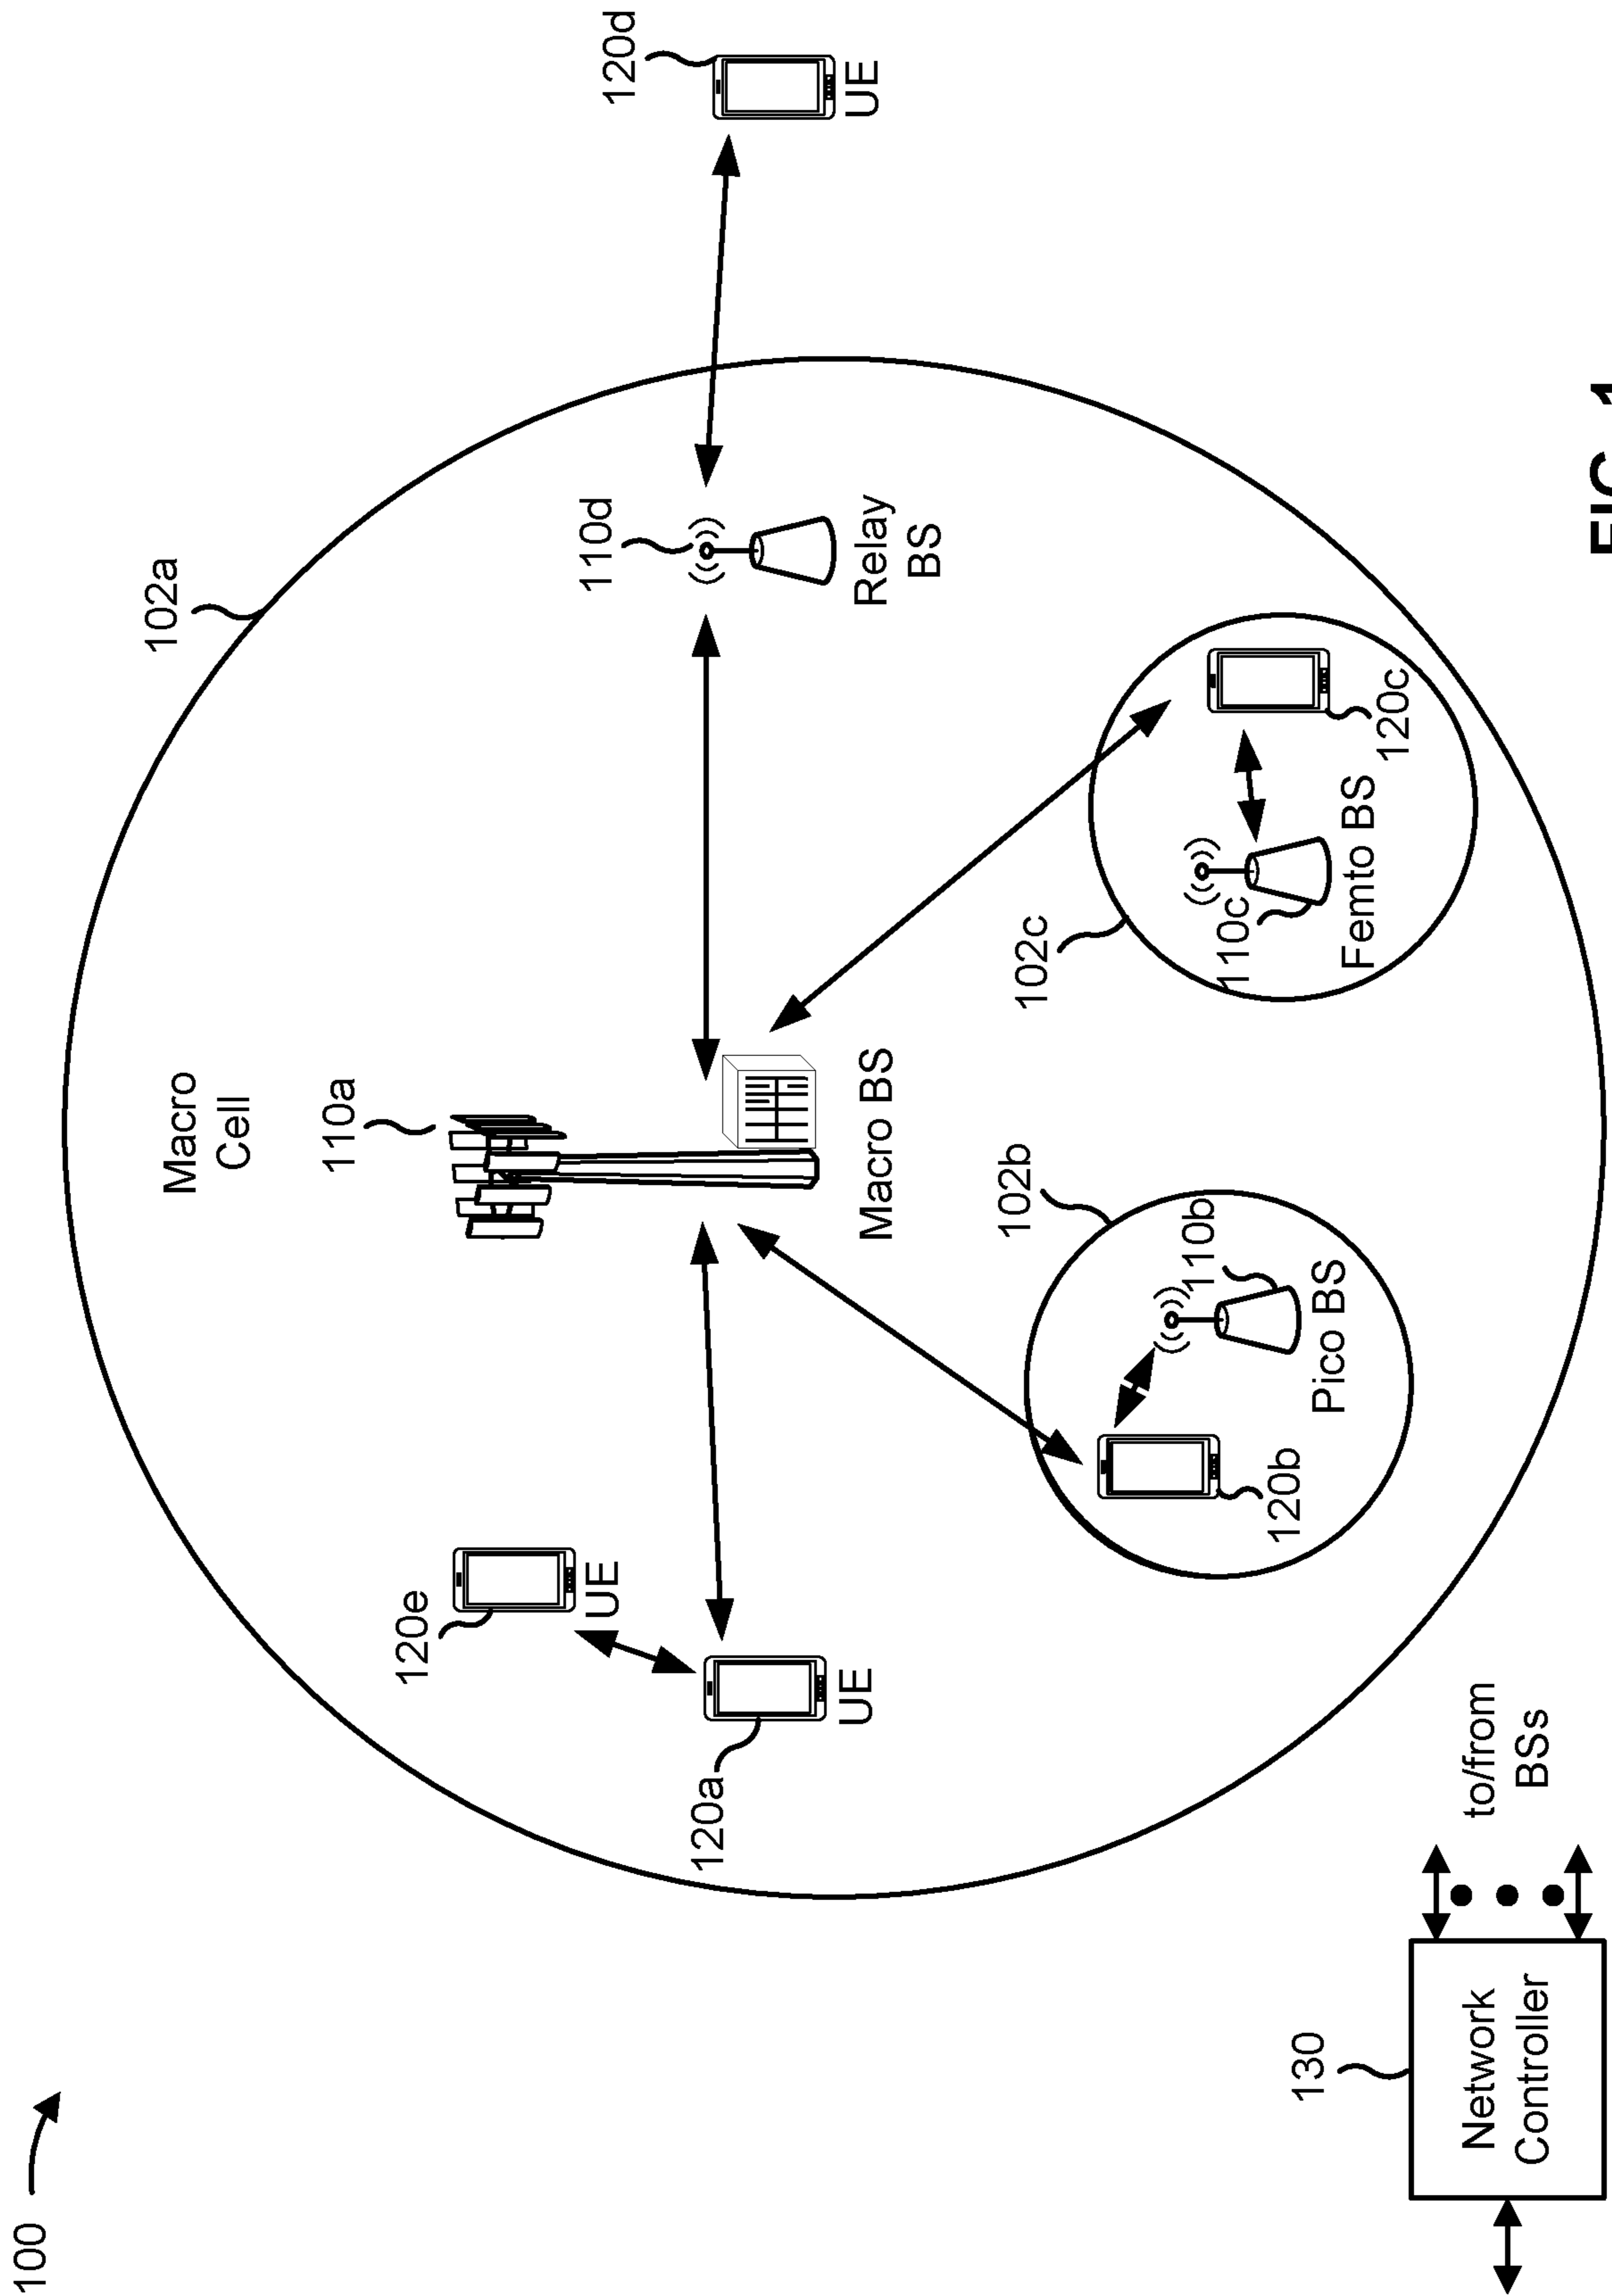 100
102a
Macro
Cell
110a
120d
UE
120e
UE
110d
Relay
BS
120a
UE
Macro BS
102b
102c
110b
Pico BS
120b
110c
Femto BS
120c
130
Network
Controller
to/from
BSs